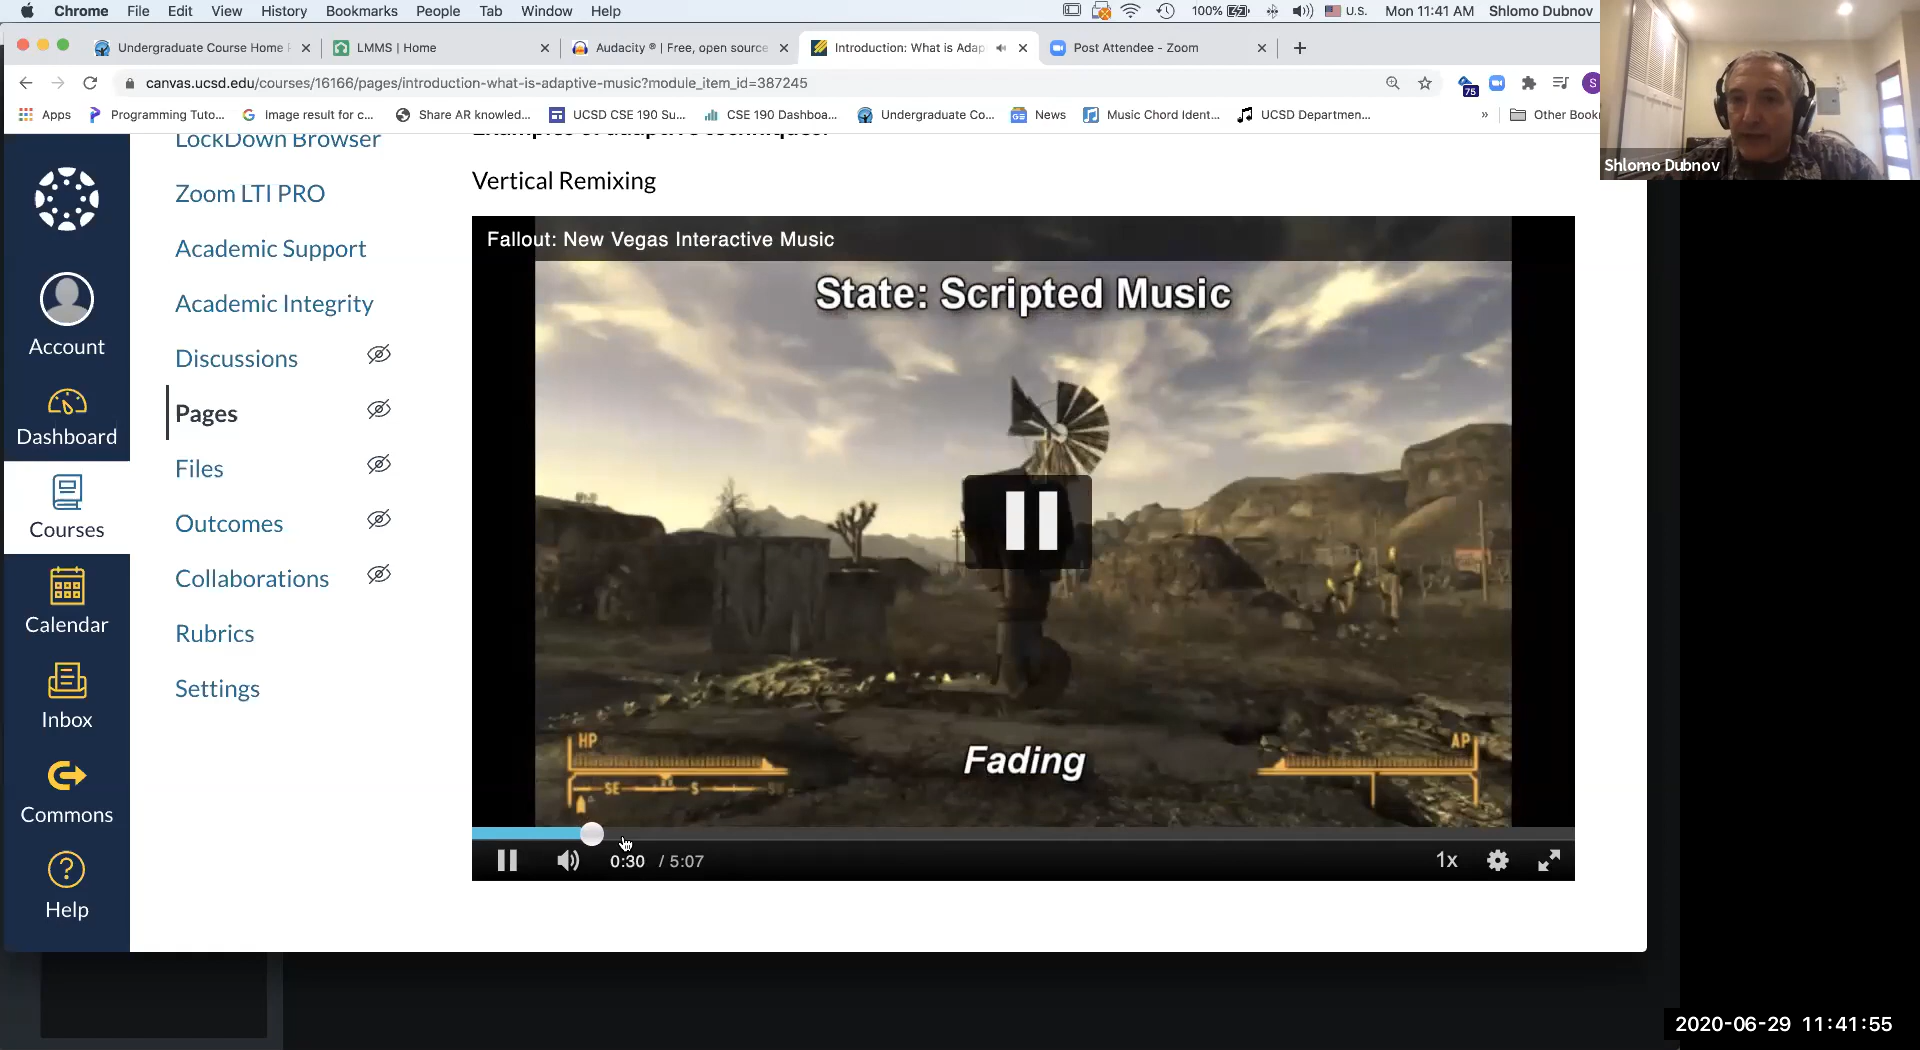 Chrome File Edit View History Bookmarks People Tab Window Help 100% U.S. Mon 11:41 AM Shlomo Dubnov
Undergraduate Course Home LMMS | Home Audacity ® | Free, open source Introduction: What is Adap Post Attendee - Zoom
canvas.ucsd.edu/courses/16166/pages/introduction-what-is-adaptive-music?module_item_id=387245 75 S
Apps Programming Tuto... Image result for c... Share AR knowled... UCSD CSE 190 Su... CSE 190 Dashboa... Undergraduate Co... News Music Chord Ident... UCSD Departmen... » Other Book
Shlomo Dubnov
Account
Dashboard
Courses
Calendar
Inbox
Commons
Help
LockDown Browser
Zoom LTI PRO
Academic Support
Academic Integrity
Discussions
Pages
Files
Outcomes
Collaborations
Rubrics
Settings
Examples of adaptive techniques:
Vertical Remixing
Fallout: New Vegas Interactive Music
State: Scripted Music
HP AP
Fading
SE S
0:30 / 5:07 1x
2020-06-29 11:41:55